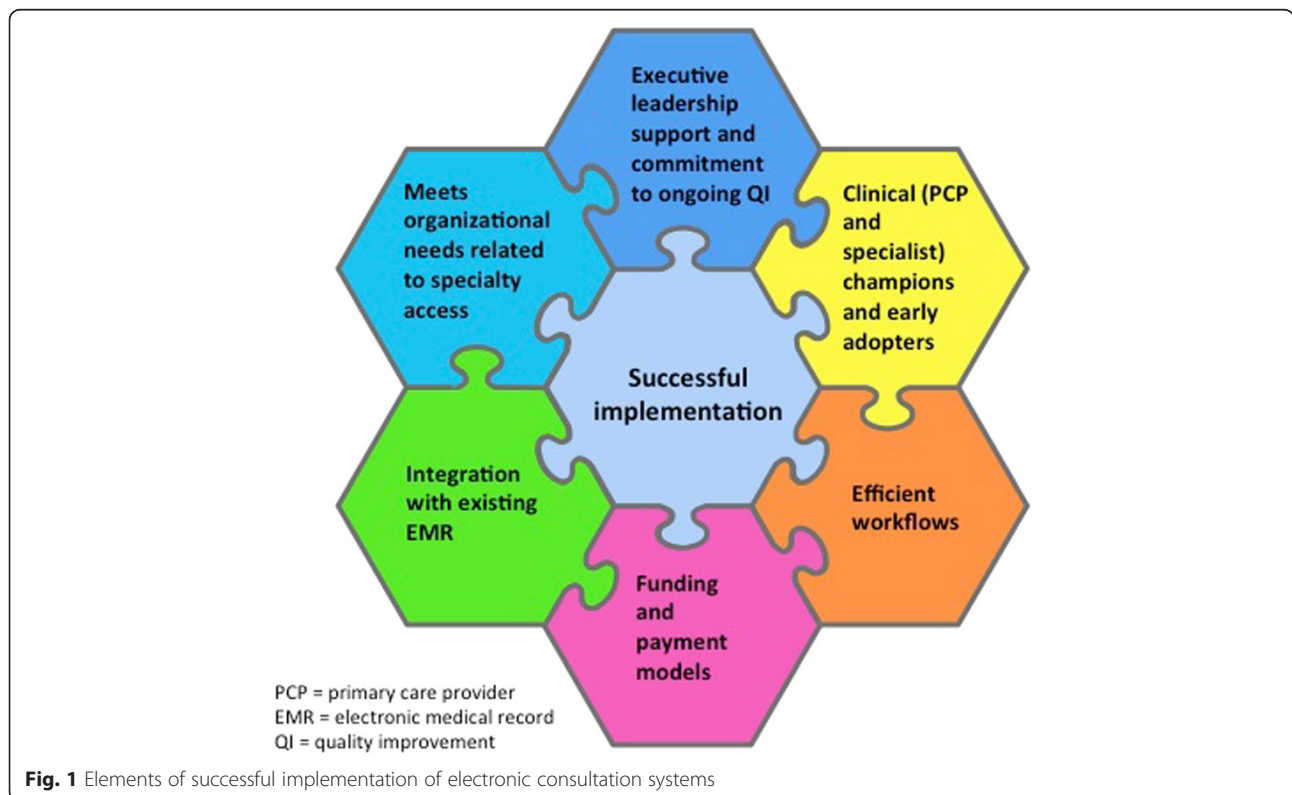 Executive
leadership
support and
commitment
to ongoing QI
Meets
organizational
needs related
to specialty
access
Clinical (PCP
and
specialist)
champions
and early
adopters
Successful
implementation
Integration
with existing
EMR
Efficient
workflows
Funding
and
payment
models
PCP = primary care provider
EMR = electronic medical record
QI = quality improvement
Fig. 1 Elements of successful implementation of electronic consultation systems